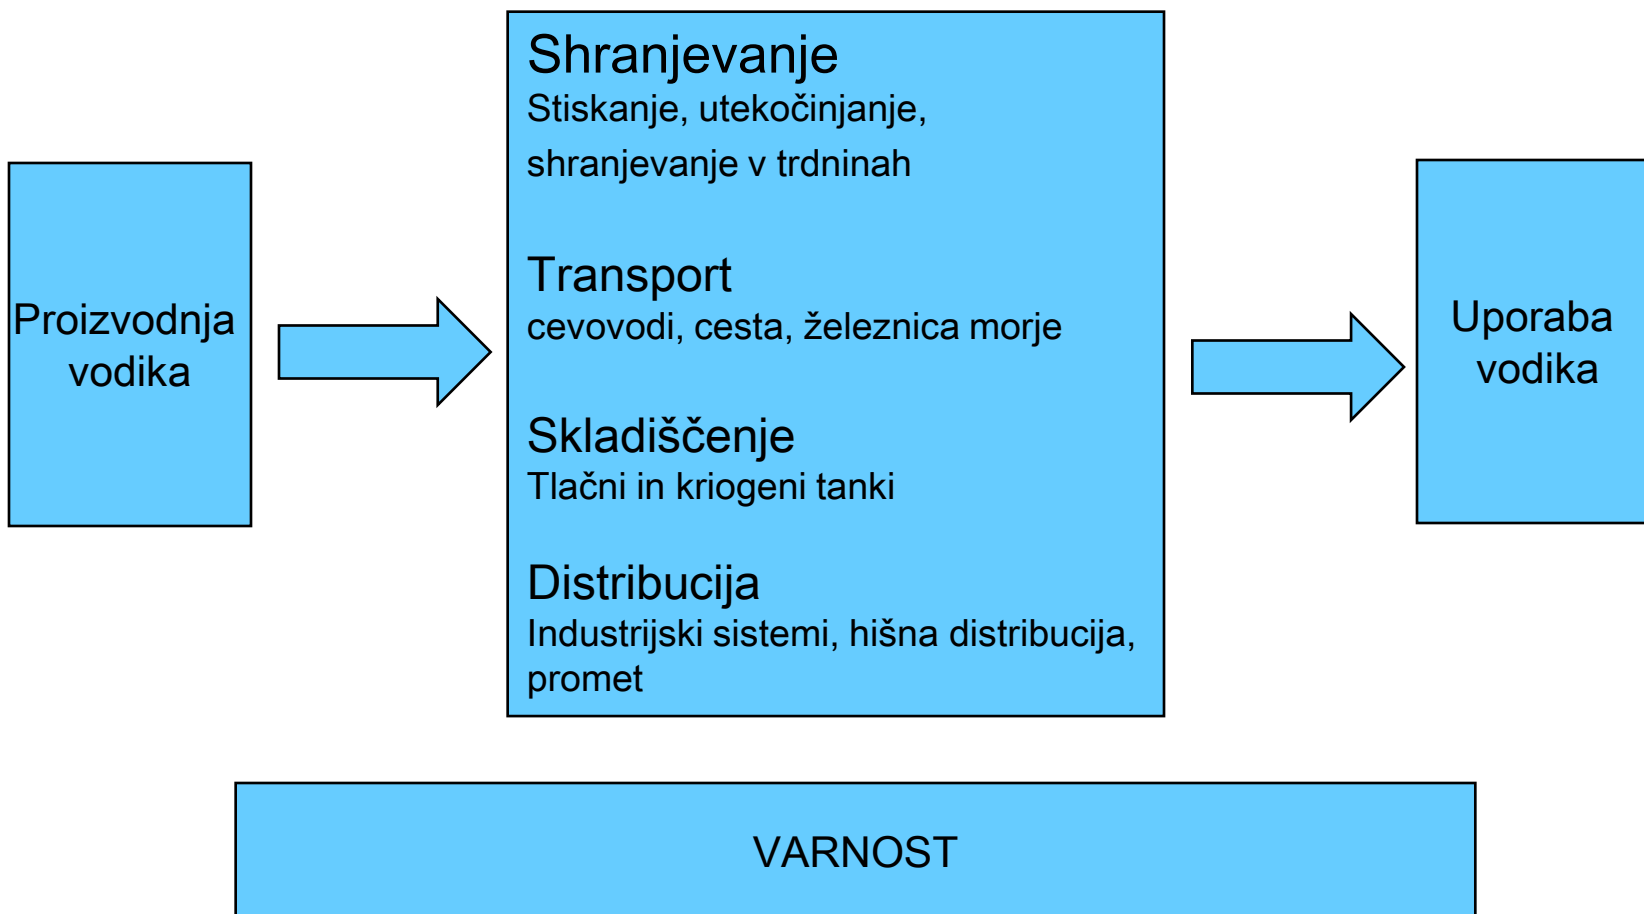 Proizvodnja
vodika
Shranjevanje
Stiskanje, utekočinjanje,
shranjevanje v trdninah
Transport
cevovodi, cesta, železnica morje
Skladiščenje
Tlačni in kriogeni tanki
Distribucija
Industrijski sistemi, hišna distribucija,
promet
Uporaba
vodika
VARNOST